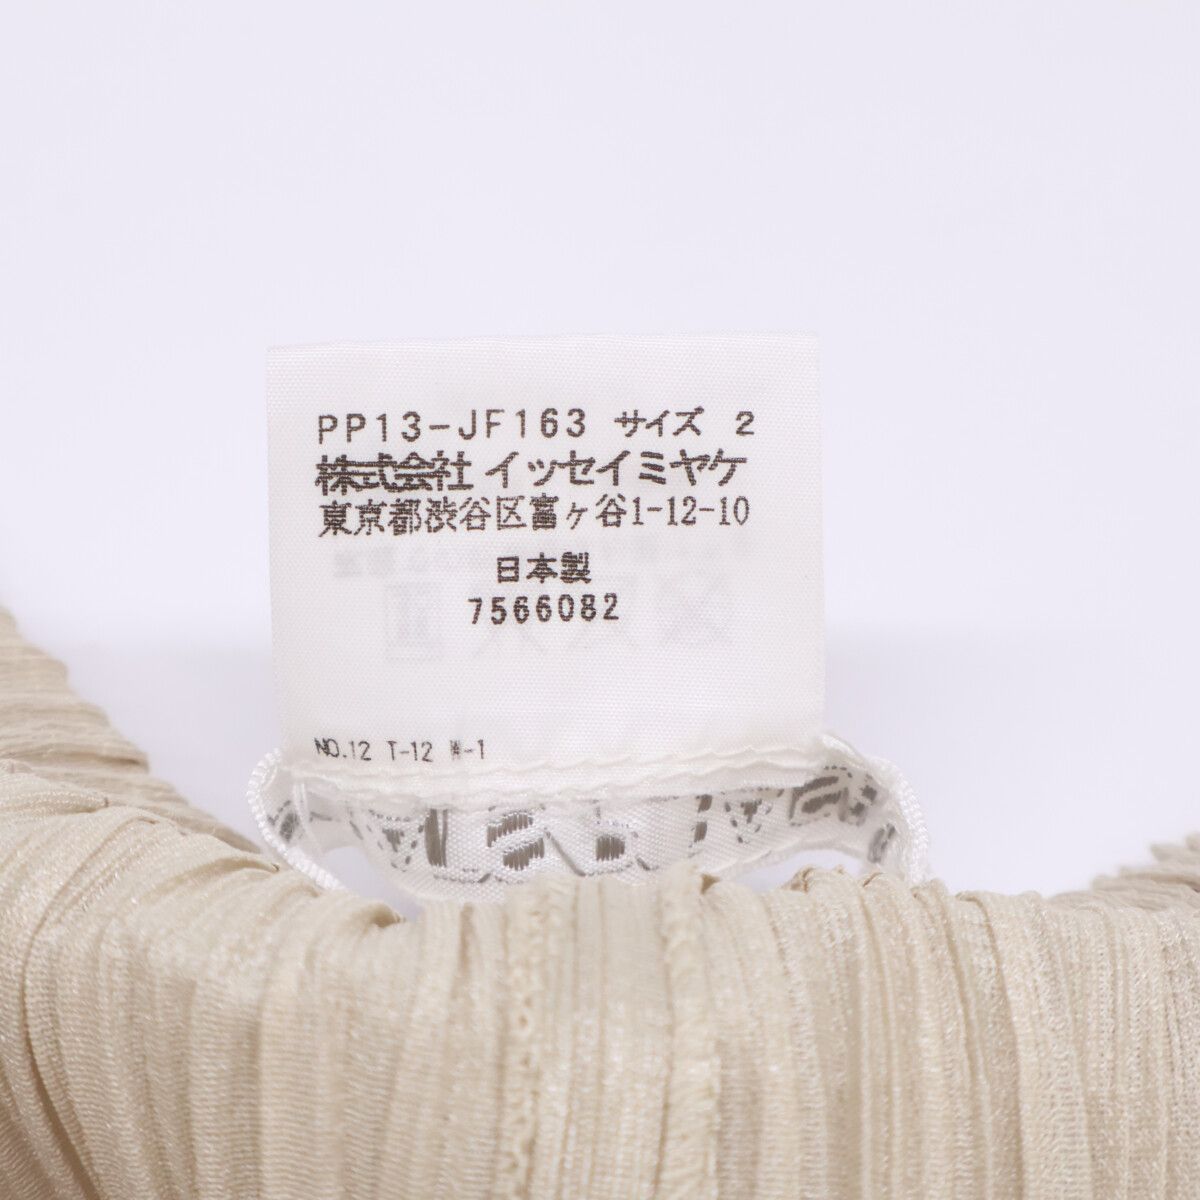 PP13-JF163 サイズ 2
株式会社 イッセイミヤケ
東京都渋谷区富ヶ谷1-12-10
日本製
7566082
NO.12 T-12 W-1